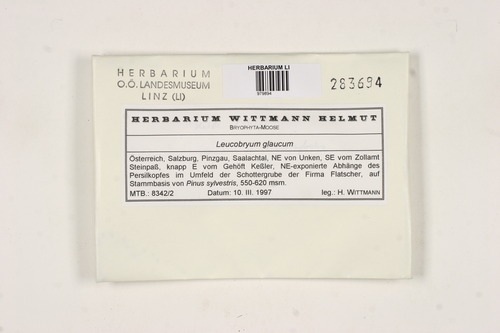 HERBARIUM
O.Ö. LANDESMUSEUM
LINZ (LI)
HERBARIUM LI
283694
HERBARIUM WITTMANN HELMUT
BRYOPHYTA-MOOSE
Leucobryum glaucum
Österreich, Salzburg, Pinzgau, Saalachtal, NE von Unken, SE vom Zollamt
Steinpaß, knapp E vom Gehöft Keßler, NE-exponierte Abhänge des
Persilkopfes im Umfeld der Schottergrube der Firma Flatscher, auf
Stammbasis von Pinus sylvestris, 550-620 msm.
MTB.: 8342/2 Datum: 10. III. 1997 leg.: H. WITTMANN